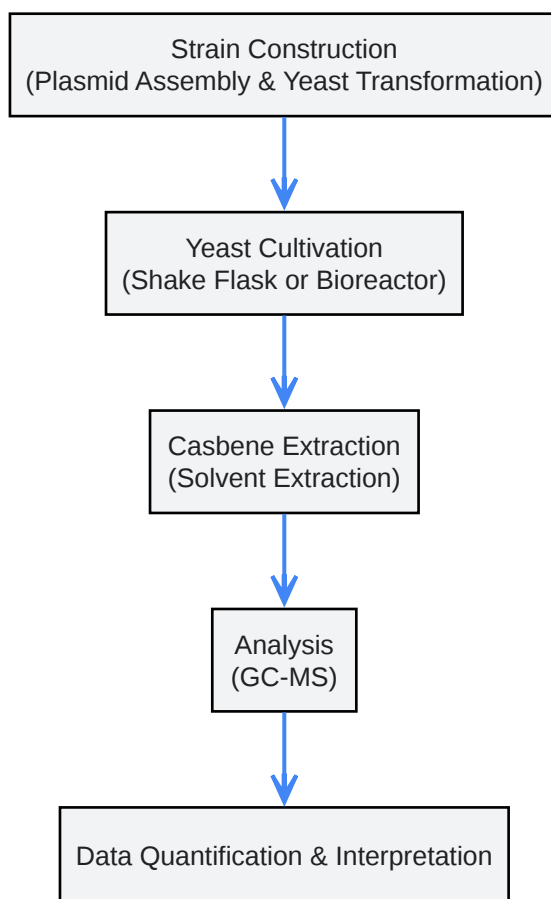 Strain Construction
(Plasmid Assembly & Yeast Transformation)
Yeast Cultivation
(Shake Flask or Bioreactor)
Casbene Extraction
(Solvent Extraction)
Analysis
(GC-MS)
Data Quantification & Interpretation